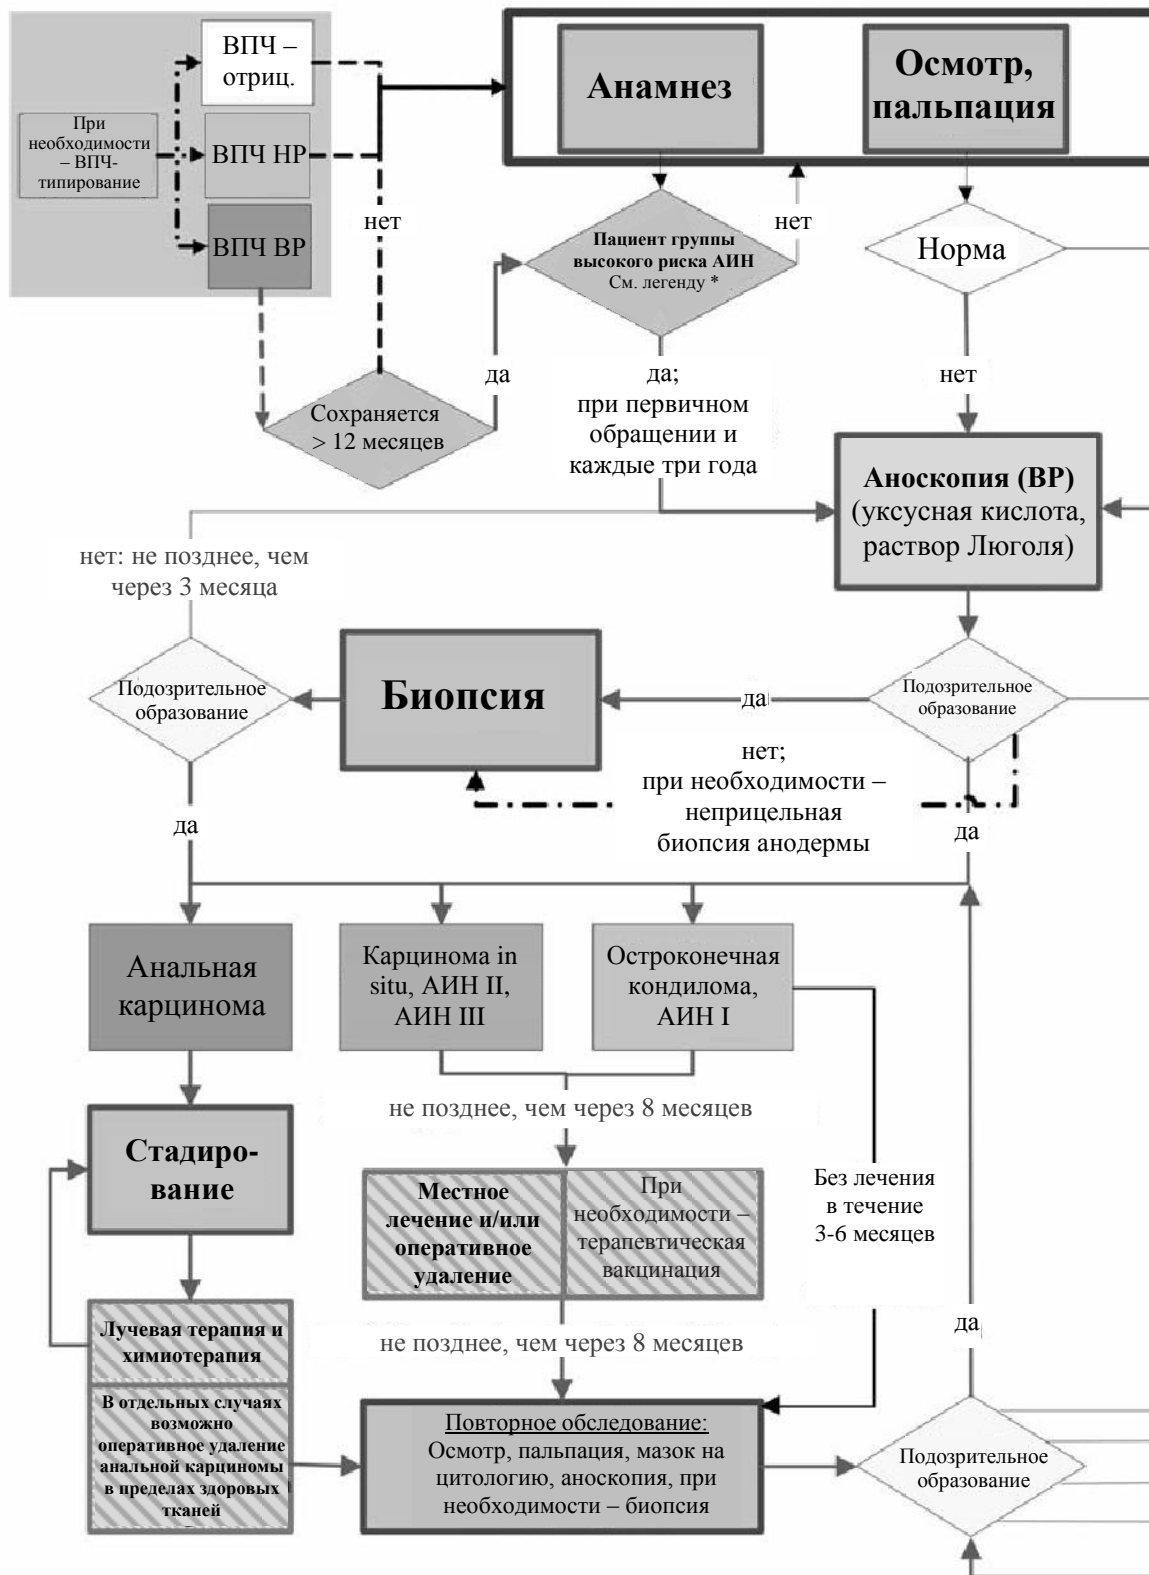 ВПЧ –
отриц.
При
необходимости
– ВПЧ-
типирование
ВПЧ НР
ВПЧ ВР
Анамнез
Осмотр,
пальпация
нет
Пациент группы
высокого риска АИН
См. легенду *
нет
Норма
Сохраняется
> 12 месяцев
да
да;
при первичном
обращении и
каждые три года
нет
Аноскопия (ВР)
(уксусная кислота,
раствор Люголя)
нет: не позднее, чем
через 3 месяца
Подозрительное
образование
Биопсия
да
Подозрительное
образование
нет;
при необходимости –
неприцельная
биопсия анодермы
да
да
Анальная
карцинома
Карцинома in
situ, АИН II,
АИН III
Остроконечная
кондилома,
АИН I
не позднее, чем через 8 месяцев
Стадиро-
вание
Местное
лечение и/или
оперативное
удаление
При
необходимости –
терапевтическая
вакцинация
Без лечения
в течение
3-6 месяцев
Лучевая терапия и
химиотерапия
не позднее, чем через 8 месяцев
да
В отдельных случаях
возможно
оперативное удаление
анальной карциномы
в пределах здоровых
тканей
Повторное обследование:
Осмотр, пальпация, мазок на
цитологию, аноскопия, при
необходимости – биопсия
Подозрительное
образование